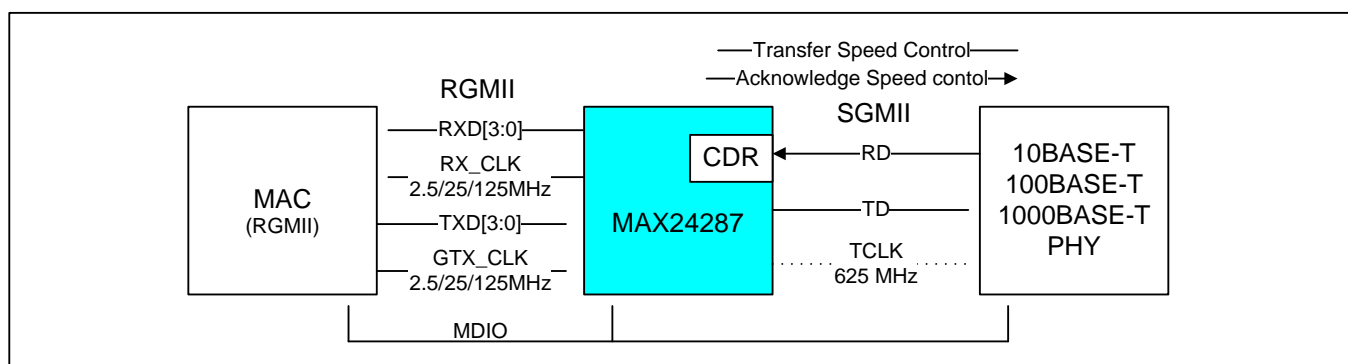 Transfer Speed Control
Acknowledge Speed contol
RGMII
SGMII
RXD[3:0]
RX_CLK
2.5/25/125MHz
TXD[3:0]
GTX_CLK
2.5/25/125MHz
MAC
(RGMII)
CDR
MAX24287
RD
TD
TCLK
625 MHz
10BASE-T
100BASE-T
1000BASE-T
PHY
MDIO